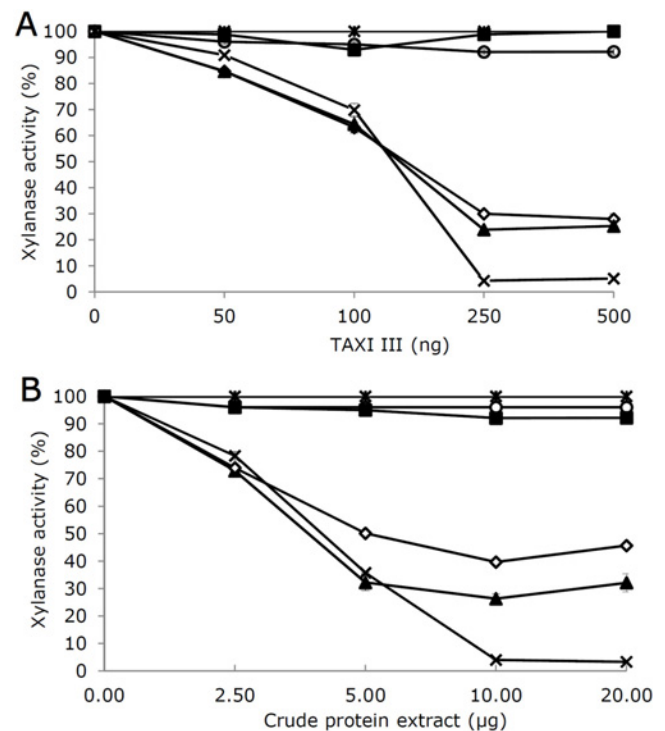 A
100
90
80
70
60
50
40
30
20
10
0
Xylanase activity (%)
0 50 100 250 500
TAXI III (ng)
B
100
90
80
70
60
50
40
30
20
10
0
Xylanase activity (%)
0.00 2.50 5.00 10.00 20.00
Crude protein extract (µg)